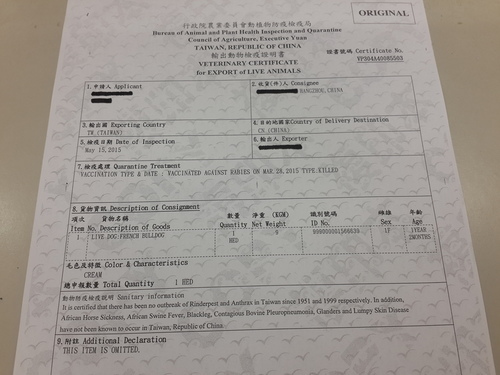 ORIGINAL
行政院農業委員會動植物防疫檢疫局
Bureau of Animal and Plant Health Inspection and Quarantine
Council of Agriculture, Executive Yuan
TAIWAN, REPUBLIC OF CHINA
輸出動物檢疫證明書
VETERINARY CERTIFICATE
for EXPORT of LIVE ANIMALS
證書號碼 Certificate No.
1.申請人 Applicant
2.收貨(件)人 Consignee
HANGZHOU, CHINA
3.輸出國 Exporting Country
TW.(TAIWAN)
4.目的地國家Country of Delivery Destination
CN.(CHINA)
5.檢疫日期 Date of Inspection
May 15,2015
6.輸出人 Exporter
7.檢疫處理 Quarantine Treatment
VACCINATION TYPE & DATE : VACCINATED AGAINST RABIES ON MAR.28,2015 TYPE:KILLED
8.貨物資訊 Description of Consignment
項次 貨物名稱 數量 淨重 (KGM) 識別號碼 雌雄 年齡
Item No. Description of Goods Quantity Net Weight ID No. Sex Age
1 LIVE DOG FRENCH BULLDOG 1 9 1F 1YEAR
HED 2MONTHS
毛色及特徵 Color & Characteristics
CREAM
總申報數量 Total Quantity 1 HED
動物防疫檢疫說明 Sanitary information
It is certified that there has been no outbreak of Rinderpest and Anthrax in Taiwan since 1951 and 1999 respectively. In addition,
African Horse Sickness, African Swine Fever, Blackleg, Contagious Bovine Pleuropneumonia, Glanders and Lumpy Skin Disease
have not been known to occur in Taiwan, Republic of China.
9.附註 Additional Declaration
THIS ITEM IS OMITTED.